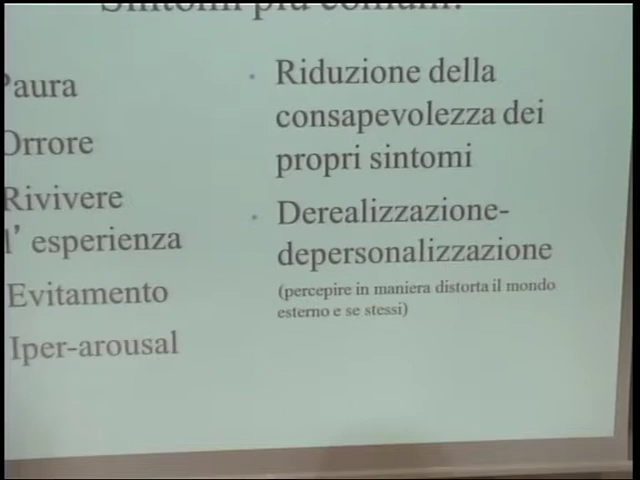 Sintomi più comuni:
Paura
Orrore
Rivivere
l' esperienza
Evitamento
Iper-arousal
Riduzione della
consapevolezza dei
propri sintomi
Derealizzazione-
depersonalizzazione
(percepire in maniera distorta il mondo
esterno e se stessi)